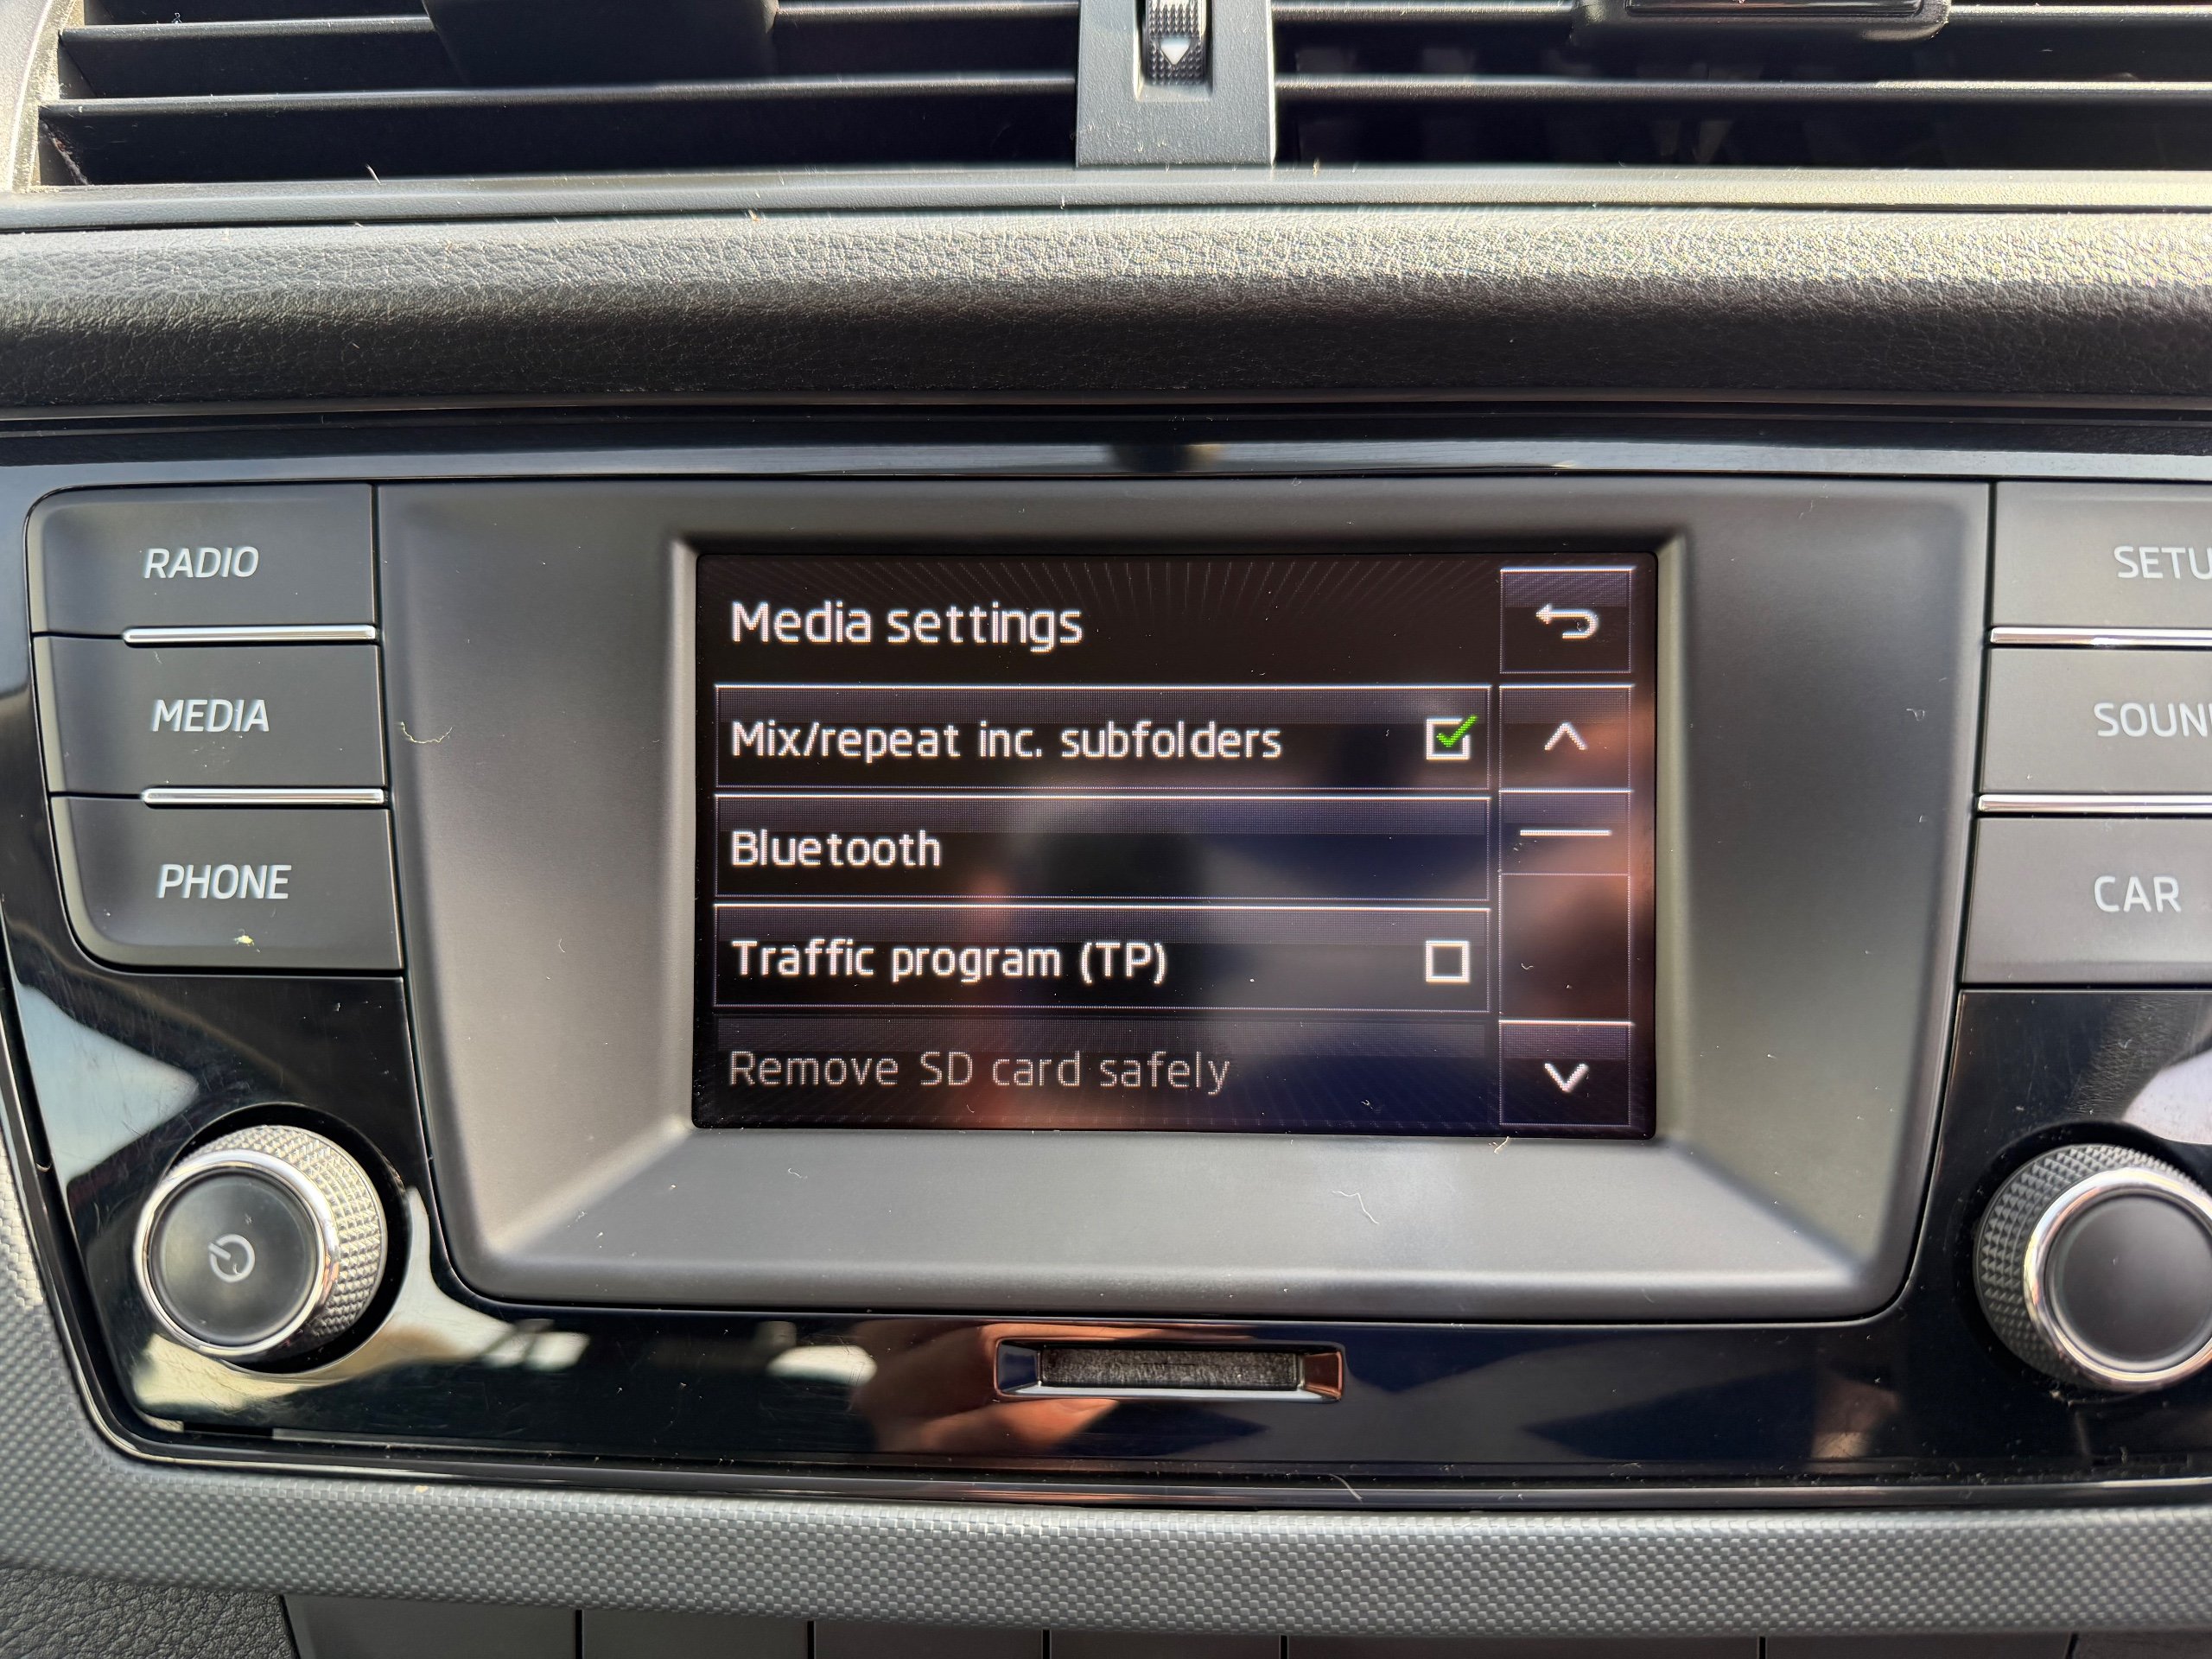 RADIO
MEDIA
PHONE
Media settings
Mix/repeat inc. subfolders
Bluetooth
Traffic program (TP)
Remove SD card safely
SETU
SOUN
CAR